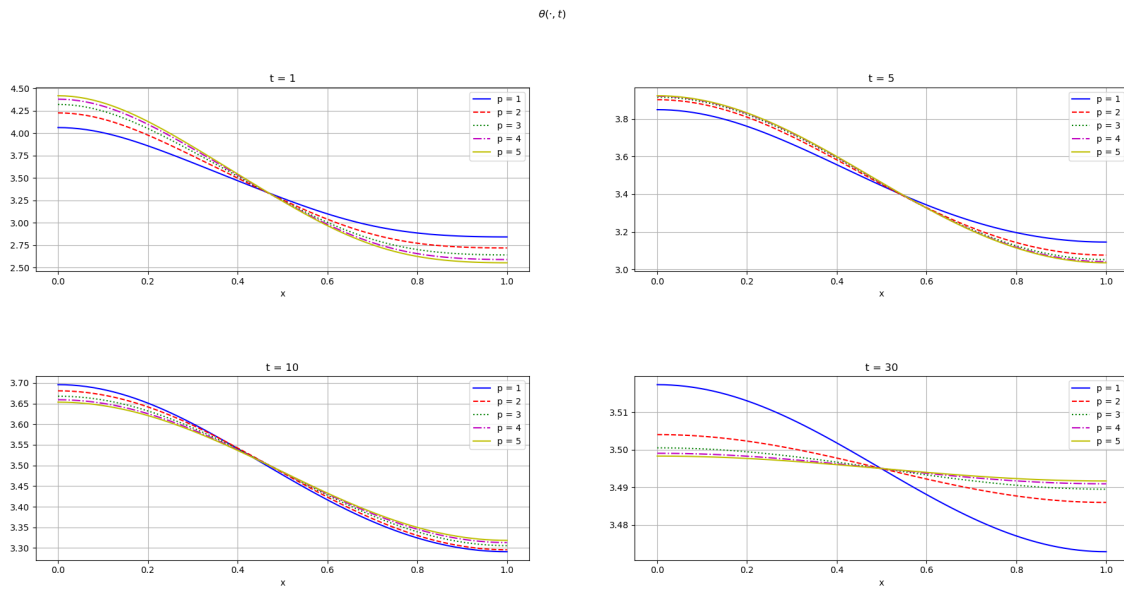 θ(·, t)
t = 1
4.50
4.25
4.00
3.75
3.50
3.25
3.00
2.75
2.50
p = 1
p = 2
p = 3
p = 4
p = 5
0.0 0.2 0.4 0.6 0.8 1.0
x
t = 5
3.8
3.6
3.4
3.2
3.0
p = 1
p = 2
p = 3
p = 4
p = 5
0.0 0.2 0.4 0.6 0.8 1.0
x
t = 10
3.70
3.65
3.60
3.55
3.50
3.45
3.40
3.35
3.30
p = 1
p = 2
p = 3
p = 4
p = 5
0.0 0.2 0.4 0.6 0.8 1.0
x
t = 30
3.51
3.50
3.49
3.48
p = 1
p = 2
p = 3
p = 4
p = 5
0.0 0.2 0.4 0.6 0.8 1.0
x